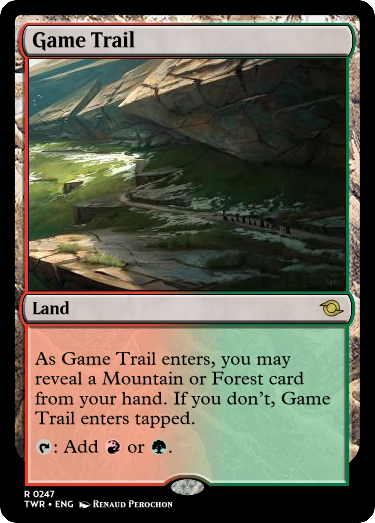 Game Trail
Land
As Game Trail enters, you may
reveal a Mountain or Forest card
from your hand. If you don't, Game
Trail enters tapped.
: Add or .
R 0247
TWR • ENG Renaud Perochon